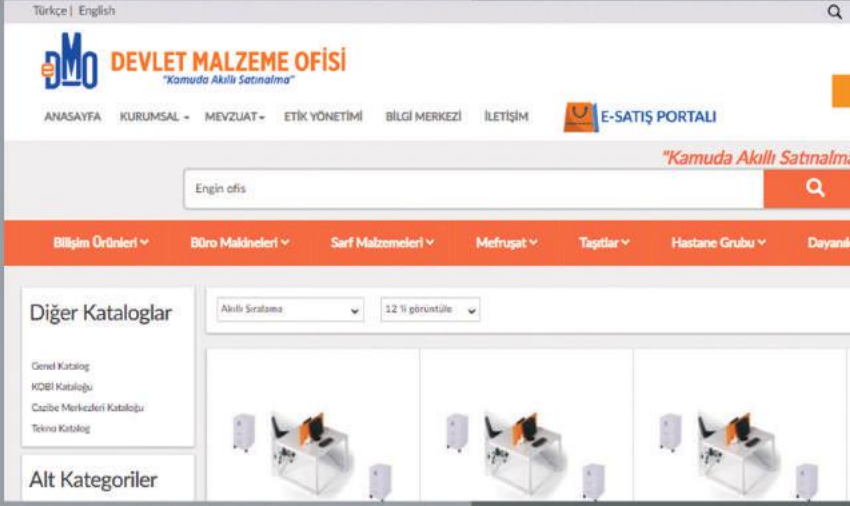 Türkçe | English
eDMO DEVLET MALZEME OFİSİ
"Kamuda Akıllı Satınalma"
ANASAYFA KURUMSAL MEVZUAT ETİK YÖNETİMİ BİLGİ MERKEZİ İLETİŞİM E-SATIŞ PORTALI
"Kamuda Akıllı Satınalma
Engin ofis
Bilişim Ürünleri Büro Makineleri Sarf Malzemeleri Mefruşat Taşıtlar Hastane Grubu Dayanık
Diğer Kataloglar
Akıllı Sıralama 12 'li görüntüle
Genel Katalog
KOBİ Kataloğu
Cazibe Merkezleri Kataloğu
Tekno Katalog
Alt Kategoriler